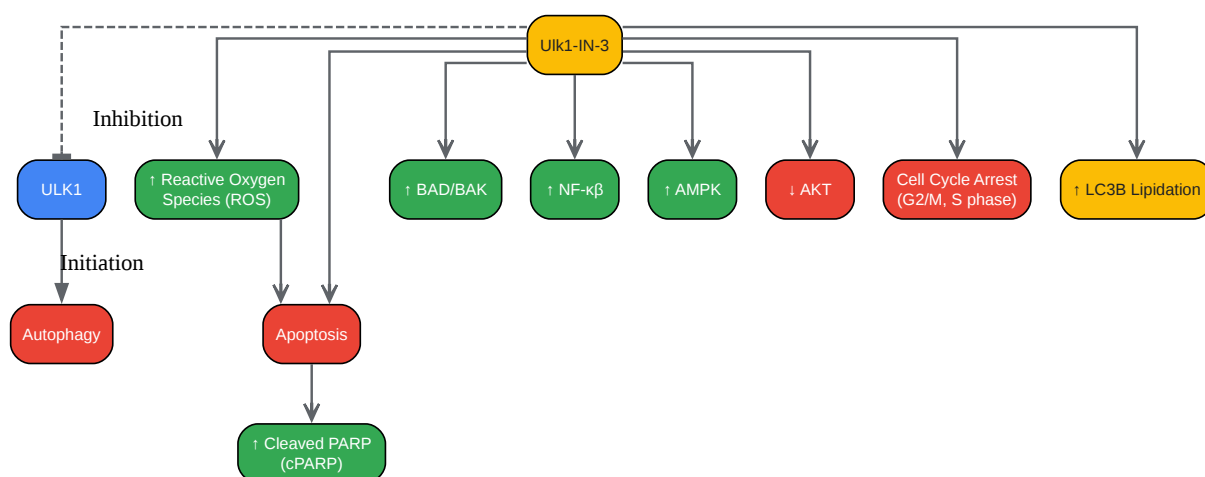 Ulk1-IN-3
Inhibition
ULK1
↑ Reactive Oxygen
Species (ROS)
↑ BAD/BAK
↑ NF-κβ
↑ AMPK
↓ AKT
Cell Cycle Arrest
(G2/M, S phase)
↑ LC3B Lipidation
Initiation
Autophagy
Apoptosis
↑ Cleaved PARP
(cPARP)